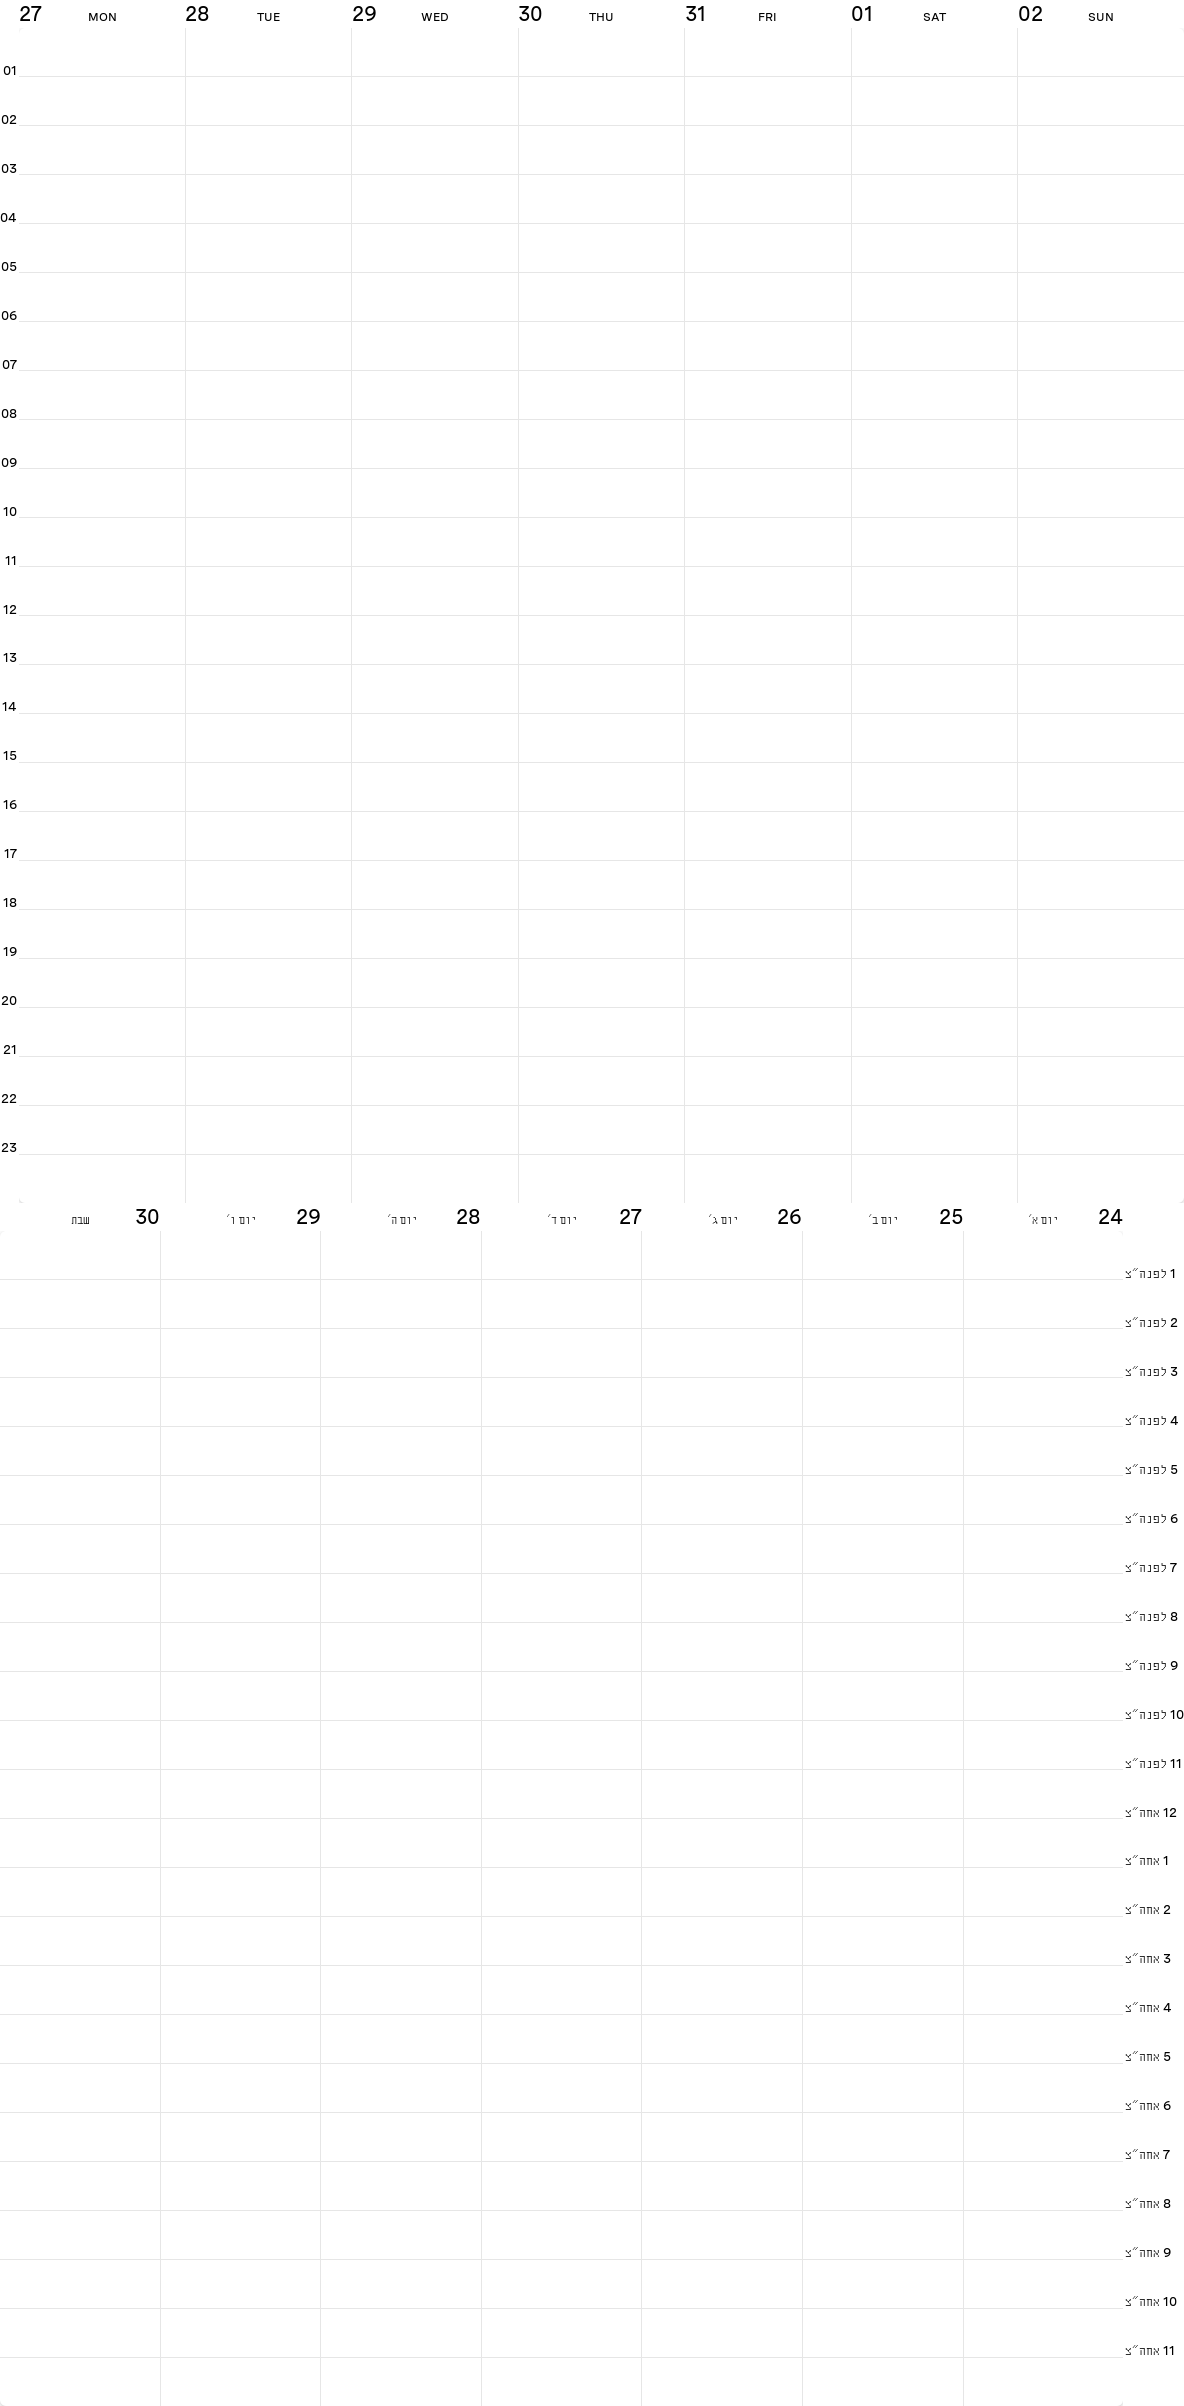 27 MON 28 TUE 29 WED 30 THU 31 FRI 01 SAT 02 SUN
01
02
03
04
05
06
07
08
09
10
11
12
13
14
15
16
17
18
19
20
21
22
23
24 יום א׳ 25 יום ב׳ 26 יום ג׳ 27 יום ד׳ 28 יום ה׳ 29 יום ו׳ 30 שבת
1 לפנה״צ
2 לפנה״צ
3 לפנה״צ
4 לפנה״צ
5 לפנה״צ
6 לפנה״צ
7 לפנה״צ
8 לפנה״צ
9 לפנה״צ
10 לפנה״צ
11 לפנה״צ
12 אחה״צ
1 אחה״צ
2 אחה״צ
3 אחה״צ
4 אחה״צ
5 אחה״צ
6 אחה״צ
7 אחה״צ
8 אחה״צ
9 אחה״צ
10 אחה״צ
11 אחה״צ